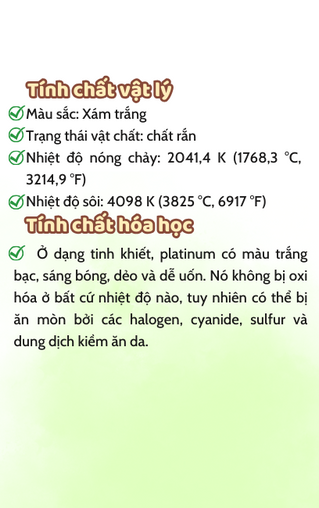 Tính chất vật lý
Màu sắc: Xám trắng
Trạng thái vật chất: chất rắn
Nhiệt độ nóng chảy: 2041,4 K (1768,3 °C,
3214,9 °F)
Nhiệt độ sôi: 4098 K (3825 °C, 6917 °F)
Tính chất hóa học
Ở dạng tinh khiết, platinum có màu trắng
bạc, sáng bóng, dẻo và dễ uốn. Nó không bị oxi
hóa ở bất cứ nhiệt độ nào, tuy nhiên có thể bị
ăn mòn bởi các halogen, cyanide, sulfur và
dung dịch kiềm ăn da.